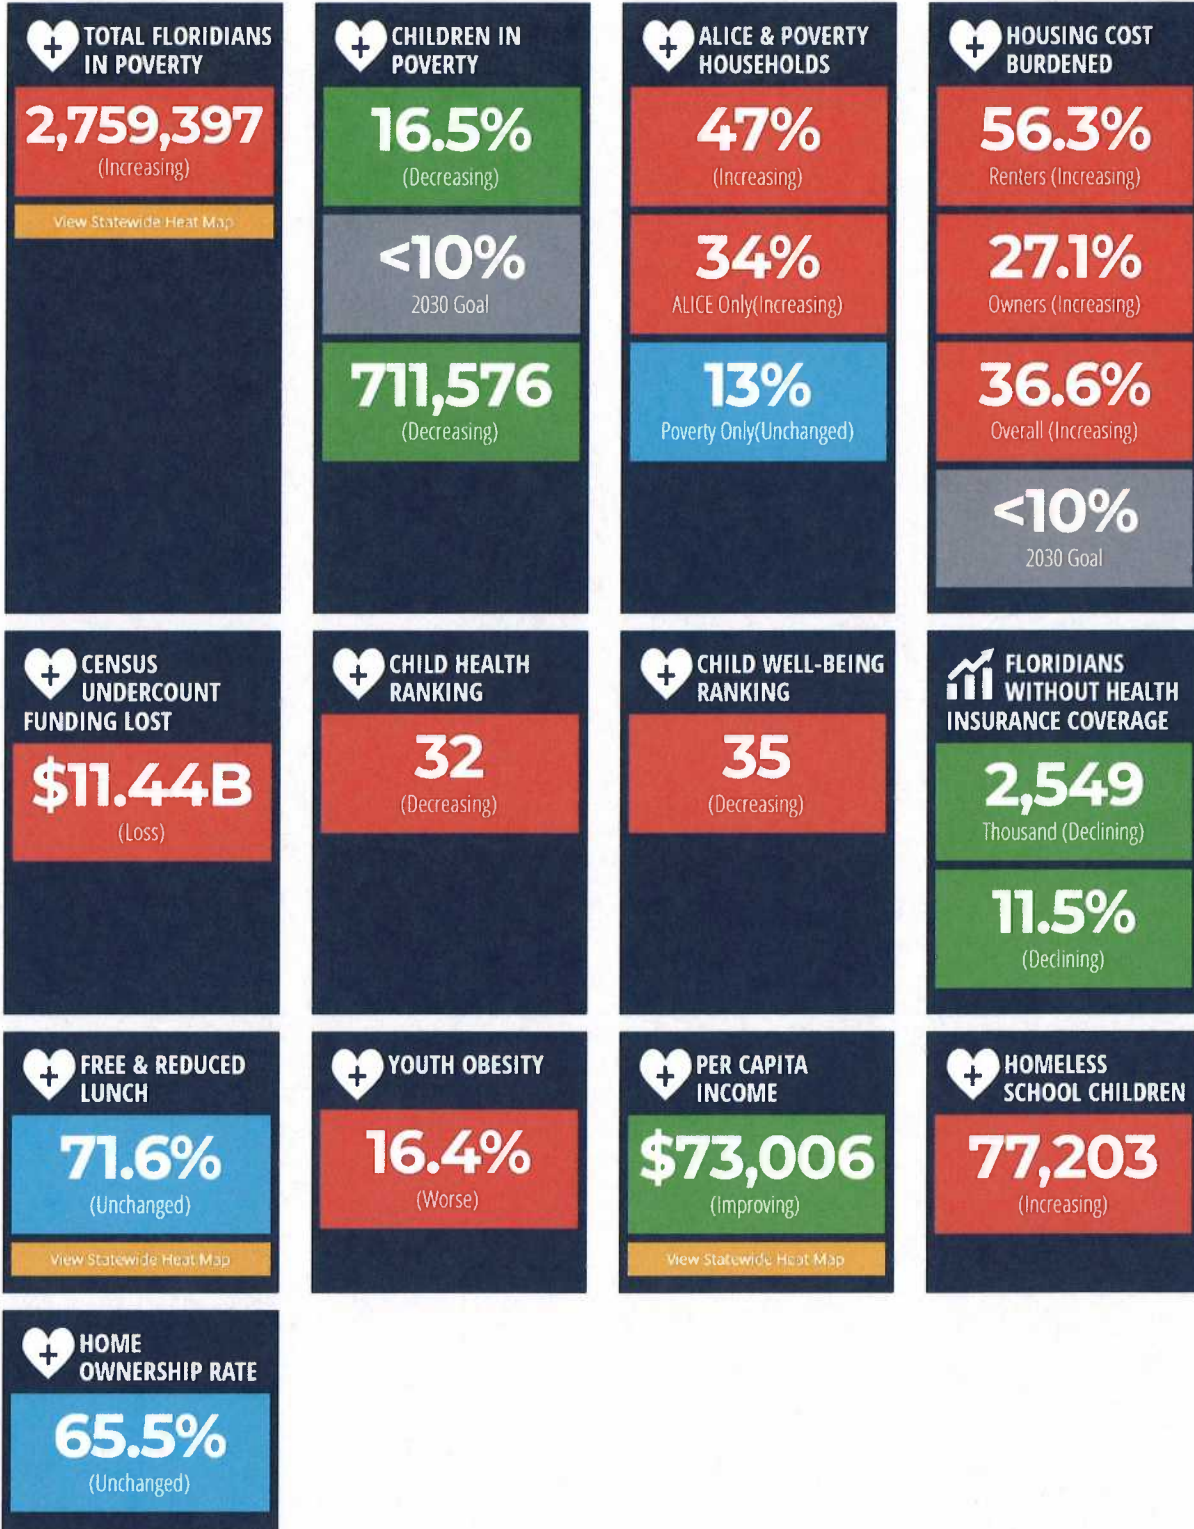 TOTAL FLORIDIANS
IN POVERTY
2,759,397
(Increasing)
View Statewide Heat Map
CHILDREN IN
POVERTY
16.5%
(Decreasing)
<10%
2030 Goal
711,576
(Decreasing)
ALICE & POVERTY
HOUSEHOLDS
47%
(Increasing)
34%
ALICE Only(Increasing)
13%
Poverty Only(Unchanged)
HOUSING COST
BURDENED
56.3%
Renters (Increasing)
27.1%
Owners (Increasing)
36.6%
Overall (Increasing)
<10%
2030 Goal
CENSUS
UNDERCOUNT
FUNDING LOST
$11.44B
(Loss)
CHILD HEALTH
RANKING
32
(Decreasing)
CHILD WELL-BEING
RANKING
35
(Decreasing)
FLORIDIANS
WITHOUT HEALTH
INSURANCE COVERAGE
2,549
Thousand (Declining)
11.5%
(Declining)
FREE & REDUCED
LUNCH
71.6%
(Unchanged)
View Statewide Heat Map
YOUTH OBESITY
16.4%
(Worse)
PER CAPITA
INCOME
$73,006
(Improving)
View Statewide Heat Map
HOMELESS
SCHOOL CHILDREN
77,203
(Increasing)
HOME
OWNERSHIP RATE
65.5%
(Unchanged)